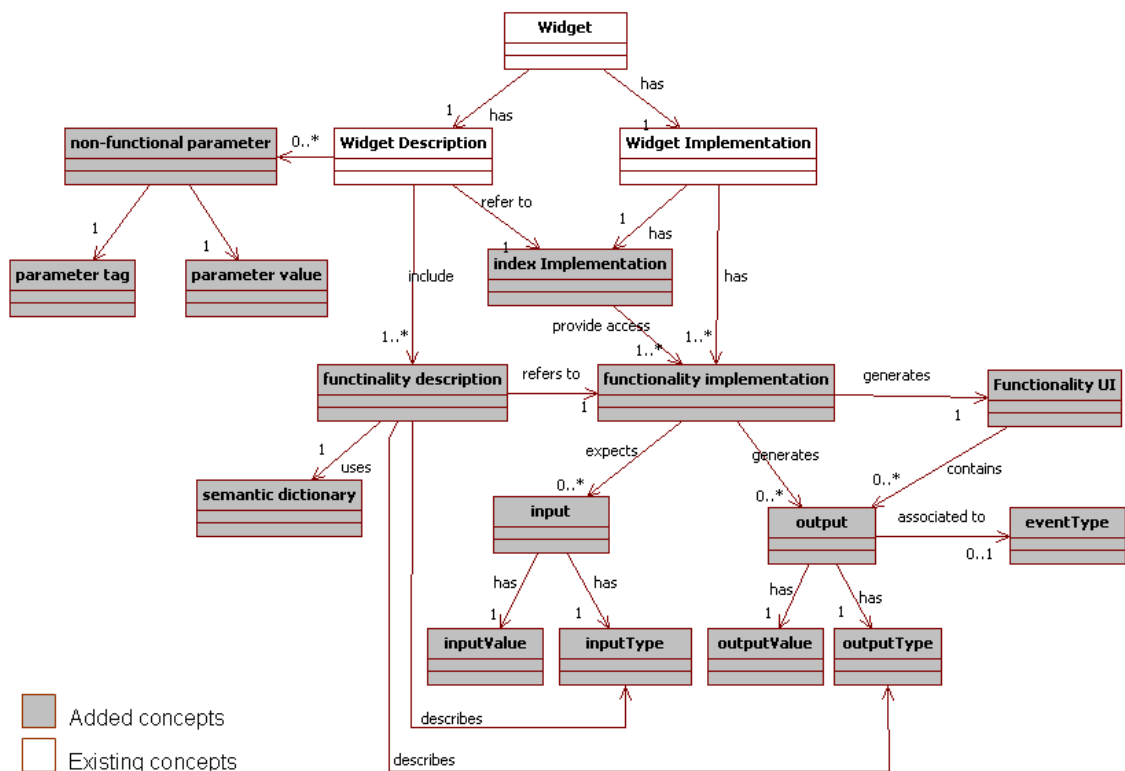 Widget
has
has
1
1
non-functional parameter
0..*
Widget Description
Widget Implementation
refer to
1
has
1
1
1
1
parameter tag
parameter value
index Implementation
include
has
provide access
1..*
1..*
1..*
functinality description
refers to
1
functionality implementation
generates
1
Functionality UI
1
uses
expects
generates
contains
0..*
0..*
0..*
semantic dictionary
input
output
associated to
0..1
eventType
has
has
has
has
1
1
1
1
inputValue
inputType
outputValue
outputType
describes
describes
Added concepts
Existing concepts